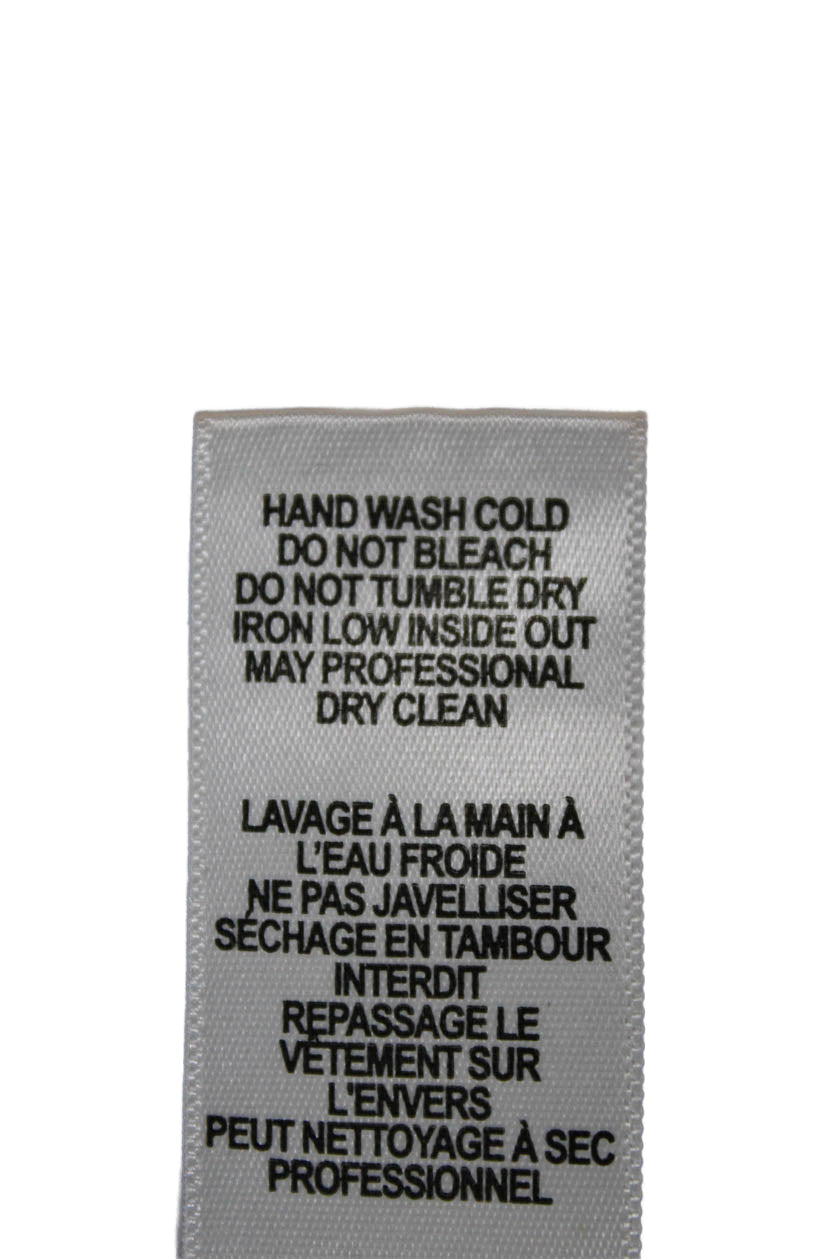 HAND WASH COLD
DO NOT BLEACH
DO NOT TUMBLE DRY
IRON LOW INSIDE OUT
MAY PROFESSIONAL
DRY CLEAN
LAVAGE À LA MAIN À
L'EAU FROIDE
NE PAS JAVELLISER
SÉCHAGE EN TAMBOUR
INTERDIT
REPASSAGE LE
VÊTEMENT SUR
L'ENVERS
PEUT NETTOYAGE À SEC
PROFESSIONNEL